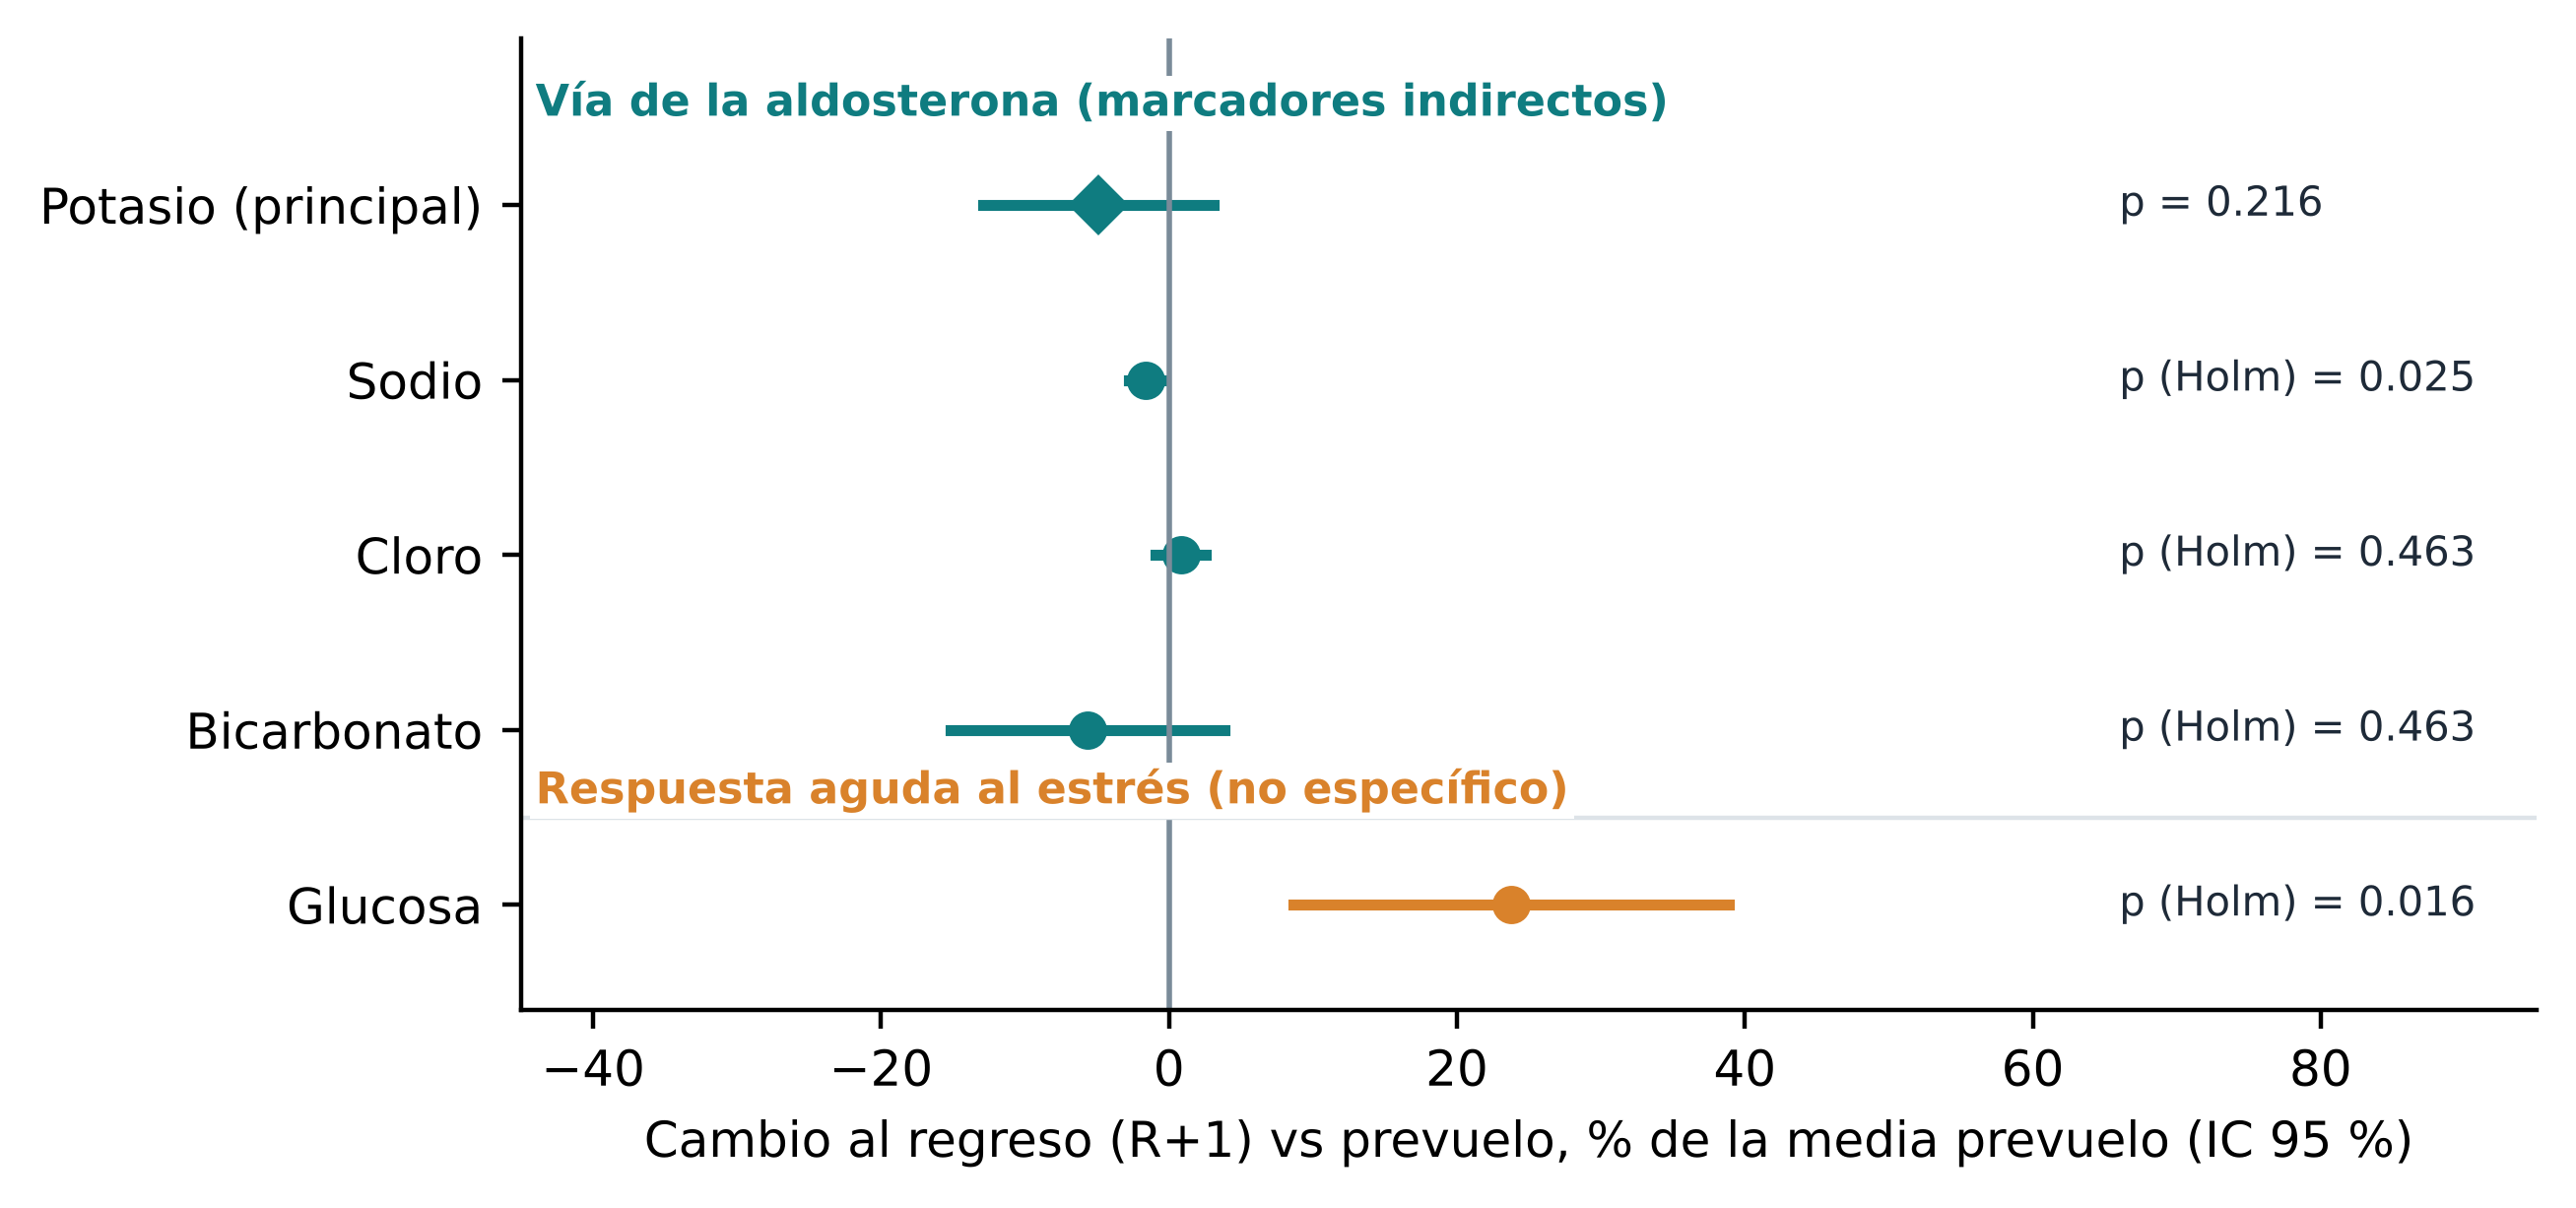 Vía de la aldosterona (marcadores indirectos)
Potasio (principal) p = 0.216
Sodio p (Holm) = 0.025
Cloro p (Holm) = 0.463
Bicarbonato p (Holm) = 0.463
Respuesta aguda al estrés (no específico)
Glucosa p (Holm) = 0.016
−40 −20 0 20 40 60 80
Cambio al regreso (R+1) vs prevuelo, % de la media prevuelo (IC 95 %)